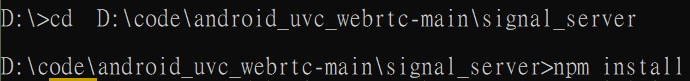 D:\>cd  D:\code\android_uvc_webrtc-main\signal_server
D:\code\android_uvc_webrtc-main\signal_server>npm install